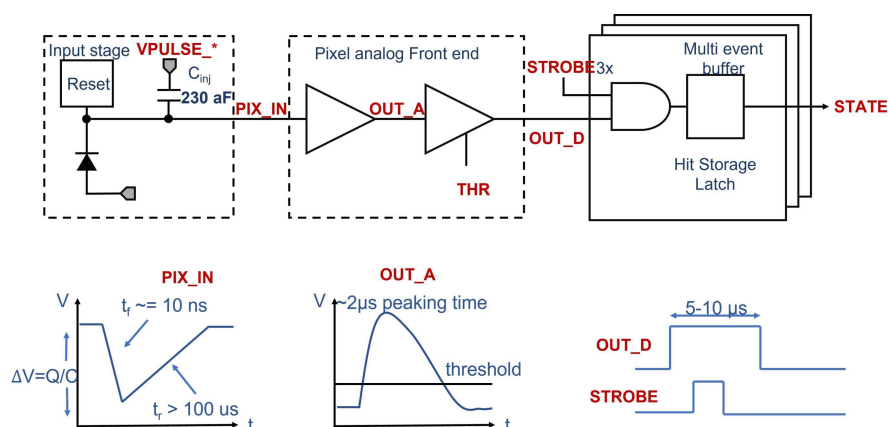 Input stage
VPULSE_*
Reset
C_inj
230 aF
PIX_IN
Pixel analog Front end
OUT_A
THR
STROBE
3x
OUT_D
Multi event
buffer
Hit Storage
Latch
STATE
PIX_IN
V
t_f ~= 10 ns
ΔV=Q/C
t_r > 100 us
t
OUT_A
V
~2μs peaking time
threshold
t
5-10 μs
OUT_D
STROBE